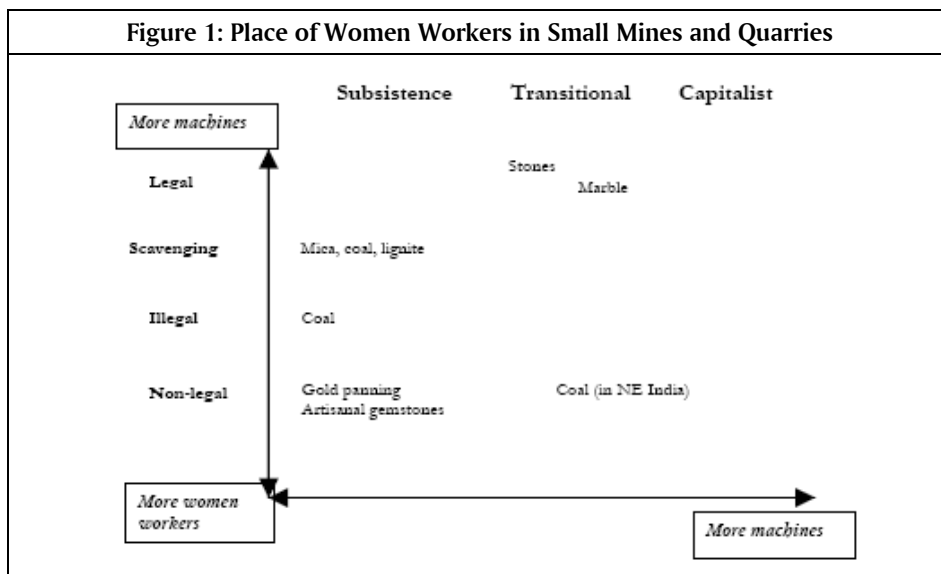 Figure 1: Place of Women Workers in Small Mines and Quarries
Subsistence Transitional Capitalist
More machines
Legal Stones
Marble
Scavenging Mica, coal, lignite
Illegal Coal
Non-legal Gold panning Coal (in NE India)
Artisanal gemstones
More women
workers
More machines